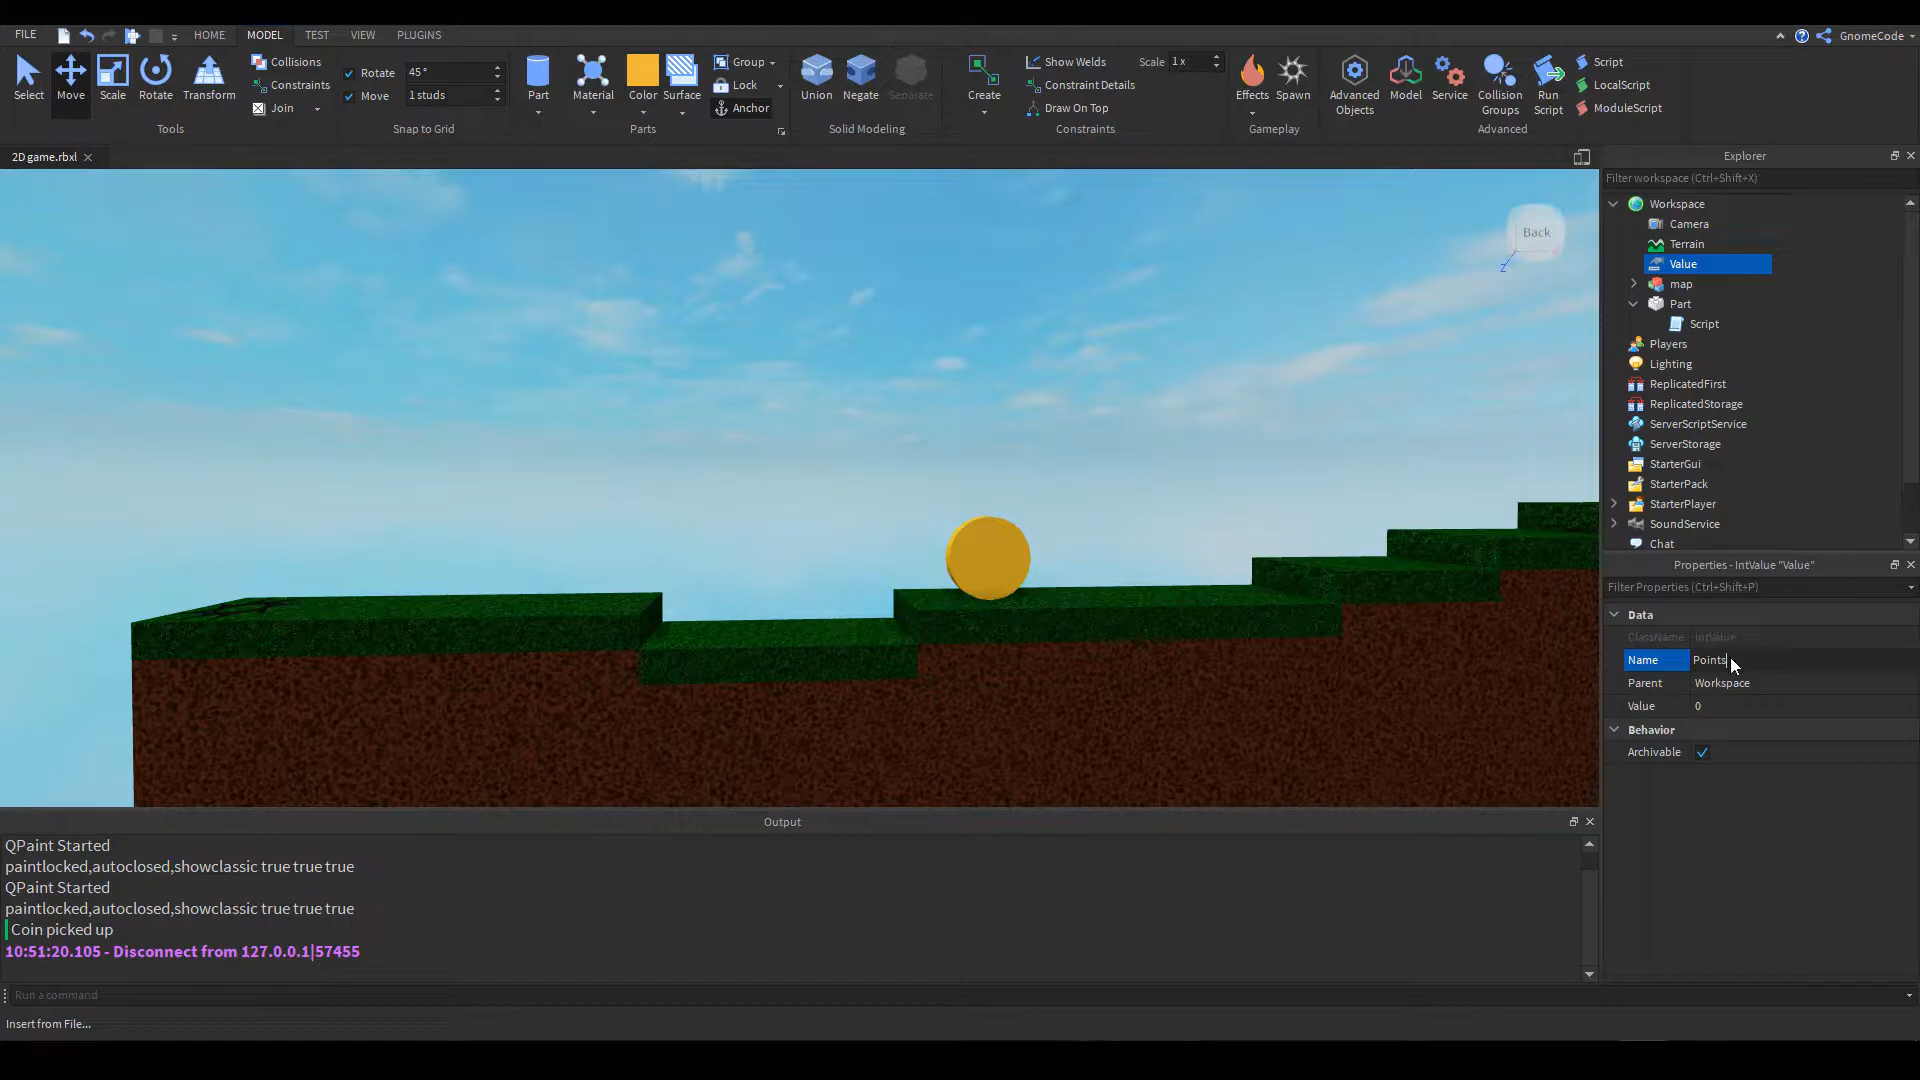 FILE HOME MODEL TEST VIEW PLUGINS GnomeCode
Select Move Scale Rotate Transform
Tools
Collisions
Constraints
Join
Rotate 45°
Move 1 studs
Snap to Grid
Part Material Color Surface
Group
Lock
Anchor
Parts
Union Negate Separate
Solid Modeling
Create
Show Welds Scale 1x
Constraint Details
Draw On Top
Constraints
Effects Spawn
Gameplay
Advanced Objects Model Service Collision Groups Run Script
Script
LocalScript
ModuleScript
Advanced
2D game.rbxl
Back
Z
Explorer
Filter workspace (Ctrl+Shift+X)
Workspace
Camera
Terrain
Value
map
Part
Script
Players
Lighting
ReplicatedFirst
ReplicatedStorage
ServerScriptService
ServerStorage
StarterGui
StarterPack
StarterPlayer
SoundService
Chat
Properties - IntValue "Value"
Filter Properties (Ctrl+Shift+P)
Data
ClassName IntValue
Name Points
Parent Workspace
Value 0
Behavior
Archivable
Output
QPaint Started
paintlocked,autoclosed,showclassic true true true
QPaint Started
paintlocked,autoclosed,showclassic true true true
Coin picked up
10:51:20.105 - Disconnect from 127.0.0.1|57455
Run a command
Insert from File...